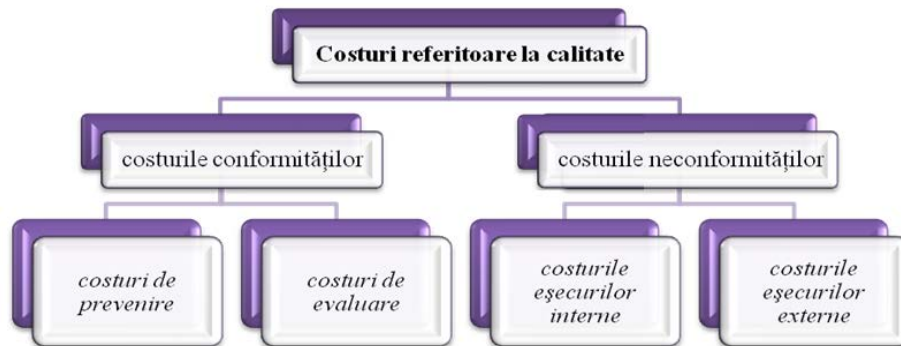 Costuri referitoare la calitate
costurile conformităţilor
costurile neconformităţilor
costuri de
prevenire
costuri de
evaluare
costurile
eşecurilor
interne
costurile
eşecurilor
externe